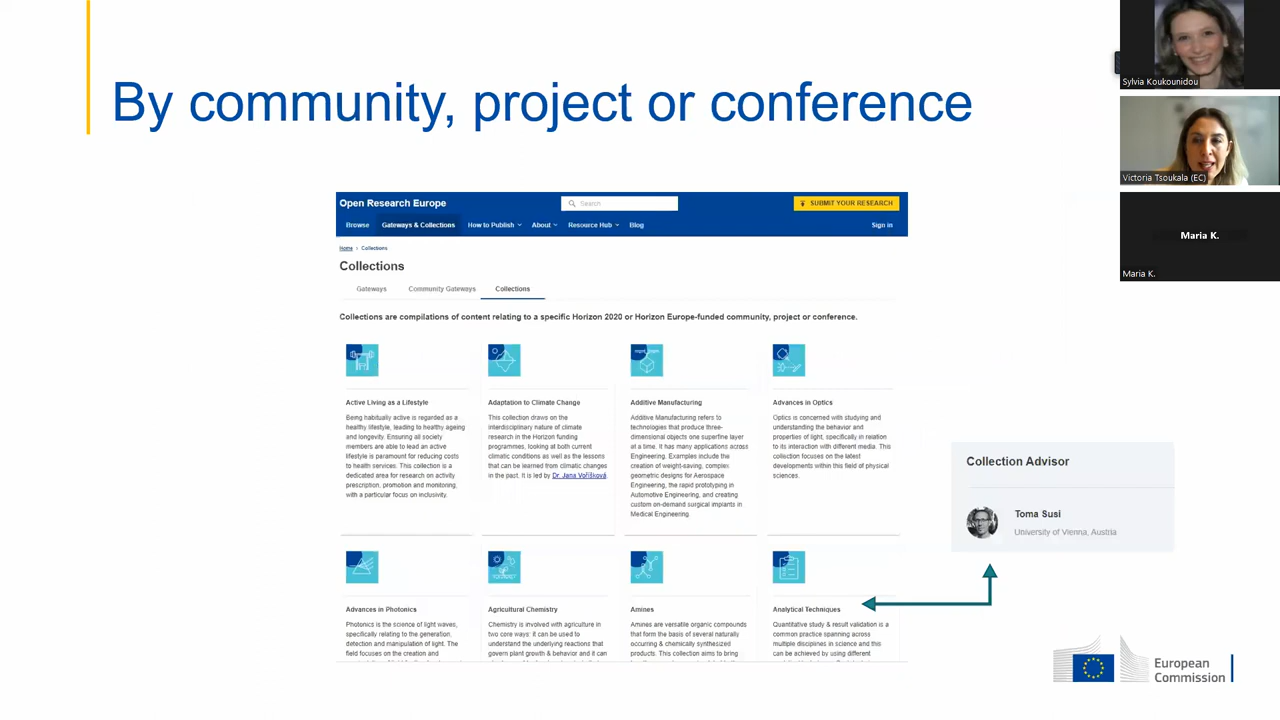 By community, project or conference
Sylvia Koukounidou
Victoria Tsoukala (EC)
Maria K.
Maria K.
Open Research Europe
Search
SUBMIT YOUR RESEARCH
Browse
Gateways & Collections
How to Publish
About
Resource Hub
Blog
Sign in
Home > Collections
Collections
Gateways
Community Gateways
Collections
Collections are compilations of content relating to a specific Horizon 2020 or Horizon Europe-funded community, project or conference.
Active Living as a Lifestyle
Being habitually active is regarded as a
healthy lifestyle, leading to healthy ageing
and longevity. Ensuring all society
members are able to lead an active
lifestyle is paramount for reducing costs
to health services. This collection is a
dedicated area for research on activity
prescription, promotion and monitoring,
with a particular focus on inclusivity.
Adaptation to Climate Change
This collection draws on the
interdisciplinary nature of climate
research in the Horizon funding
programmes, looking at both current
climatic conditions as well as the lessons
that can be learned from climatic changes
in the past. It is led by Dr. Jana Voříšková.
Additive Manufacturing
Additive Manufacturing refers to
technologies that produce three-
dimensional objects one superfine layer
at a time. It has many applications across
Engineering. Examples include the
creation of weight-saving, complex
geometric designs for Aerospace
Engineering, the rapid prototyping in
Automotive Engineering, and creating
custom on-demand surgical implants in
Medical Engineering.
Advances in Optics
Optics is concerned with studying and
understanding the behavior and
properties of light, specifically in relation
to its interaction with different media. This
collection focuses on the latest
developments within this field of physical
sciences.
Collection Advisor
Toma Susi
University of Vienna, Austria
Advances in Photonics
Photonics is the science of light waves,
specifically relating to the generation,
detection and manipulation of light. The
field focuses on the creation and
Agricultural Chemistry
Chemistry is involved with agriculture in
two core ways: it can be used to
understand the underlying reactions that
govern plant growth & behavior and it can
Amines
Amines are versatile organic compounds
that form the basis of several naturally
occurring & chemically synthesized
products. This collection aims to bring
Analytical Techniques
Quantitative study & result validation is a
common practice spanning across
multiple disciplines in science and this
can be achieved by using different
European
Commission